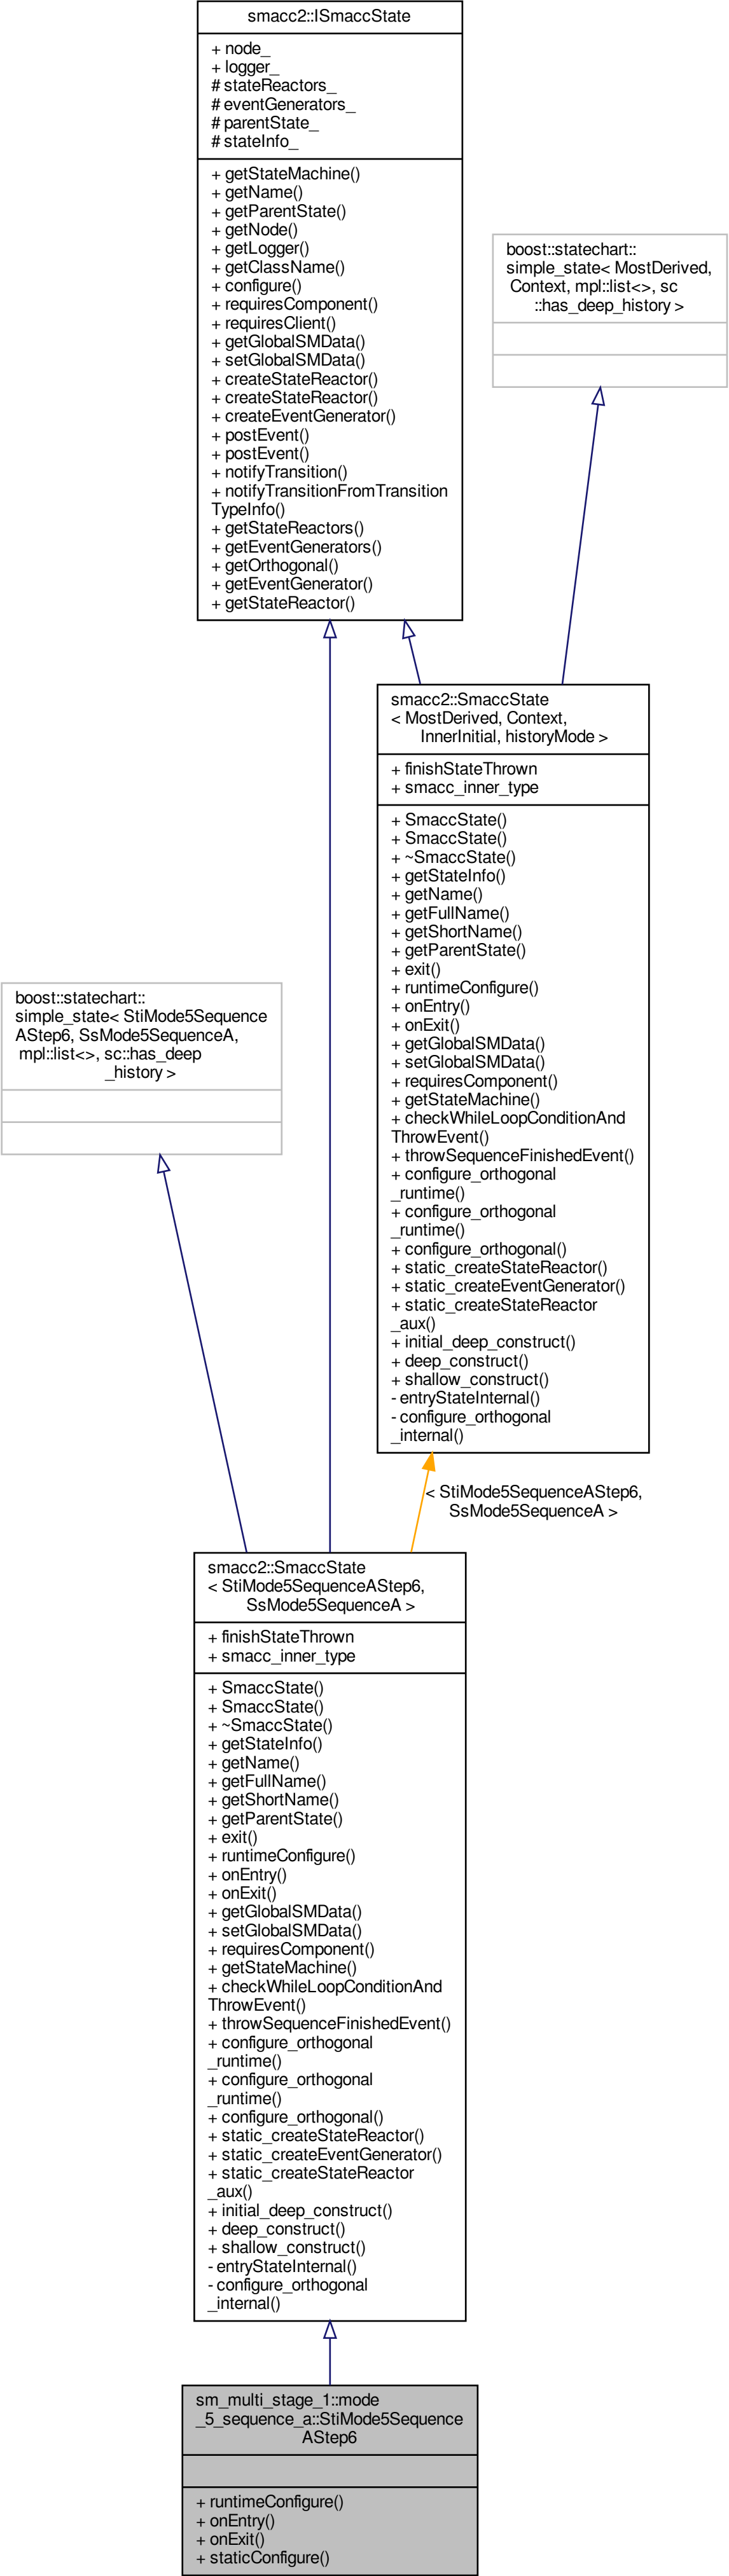 smacc2::ISmaccState
+ node_
+ logger_
# stateReactors_
# eventGenerators_
# parentState_
# stateInfo_
+ getStateMachine()
+ getName()
+ getParentState()
+ getNode()
+ getLogger()
+ getClassName()
+ configure()
+ requiresComponent()
+ requiresClient()
+ getGlobalSMData()
+ setGlobalSMData()
+ createStateReactor()
+ createStateReactor()
+ createEventGenerator()
+ postEvent()
+ postEvent()
+ notifyTransition()
+ notifyTransitionFromTransition
TypeInfo()
+ getStateReactors()
+ getEventGenerators()
+ getOrthogonal()
+ getEventGenerator()
+ getStateReactor()
boost::statechart::
simple_state< MostDerived,
Context, mpl::list<>, sc
::has_deep_history >
smacc2::SmaccState
< MostDerived, Context,
InnerInitial, historyMode >
+ finishStateThrown
+ smacc_inner_type
+ SmaccState()
+ SmaccState()
+ ~SmaccState()
+ getStateInfo()
+ getName()
+ getFullName()
+ getShortName()
+ getParentState()
+ exit()
+ runtimeConfigure()
+ onEntry()
+ onExit()
+ getGlobalSMData()
+ setGlobalSMData()
+ requiresComponent()
+ getStateMachine()
+ checkWhileLoopConditionAnd
ThrowEvent()
+ throwSequenceFinishedEvent()
+ configure_orthogonal
_runtime()
+ configure_orthogonal
_runtime()
+ configure_orthogonal()
+ static_createStateReactor()
+ static_createEventGenerator()
+ static_createStateReactor
_aux()
+ initial_deep_construct()
+ deep_construct()
+ shallow_construct()
- entryStateInternal()
- configure_orthogonal
_internal()
boost::statechart::
simple_state< StiMode5Sequence
AStep6, SsMode5SequenceA,
mpl::list<>, sc::has_deep
_history >
< StiMode5SequenceAStep6,
SsMode5SequenceA >
smacc2::SmaccState
< StiMode5SequenceAStep6,
SsMode5SequenceA >
+ finishStateThrown
+ smacc_inner_type
+ SmaccState()
+ SmaccState()
+ ~SmaccState()
+ getStateInfo()
+ getName()
+ getFullName()
+ getShortName()
+ getParentState()
+ exit()
+ runtimeConfigure()
+ onEntry()
+ onExit()
+ getGlobalSMData()
+ setGlobalSMData()
+ requiresComponent()
+ getStateMachine()
+ checkWhileLoopConditionAnd
ThrowEvent()
+ throwSequenceFinishedEvent()
+ configure_orthogonal
_runtime()
+ configure_orthogonal
_runtime()
+ configure_orthogonal()
+ static_createStateReactor()
+ static_createEventGenerator()
+ static_createStateReactor
_aux()
+ initial_deep_construct()
+ deep_construct()
+ shallow_construct()
- entryStateInternal()
- configure_orthogonal
_internal()
sm_multi_stage_1::mode
_5_sequence_a::StiMode5Sequence
AStep6
+ runtimeConfigure()
+ onEntry()
+ onExit()
+ staticConfigure()